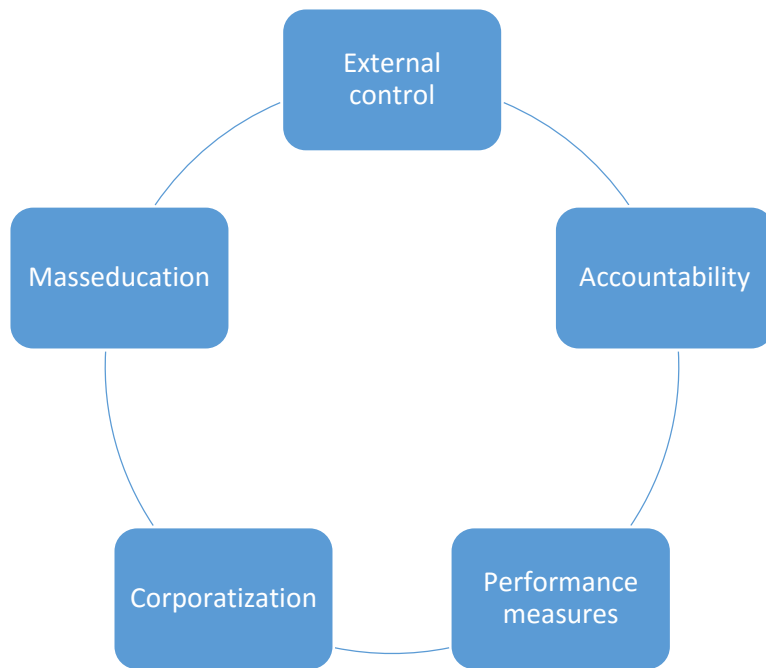 External
control
Accountability
Performance
measures
Corporatization
Masseducation